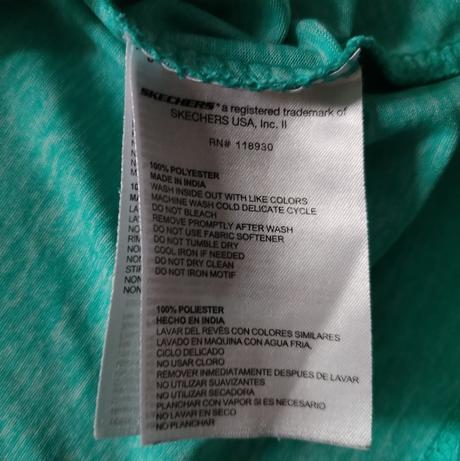 SKECHERS® a registered trademark of
SKECHERS USA, Inc. II
RN# 118930
100% POLYESTER
MADE IN INDIA
WASH INSIDE OUT WITH LIKE COLORS
MACHINE WASH COLD DELICATE CYCLE
DO NOT BLEACH
REMOVE PROMPTLY AFTER WASH
DO NOT USE FABRIC SOFTENER
DO NOT TUMBLE DRY
COOL IRON IF NEEDED
DO NOT DRY CLEAN
DO NOT IRON MOTIF
100% POLIESTER
HECHO EN INDIA
LAVAR DEL REVÉS CON COLORES SIMILARES
LAVADO EN MAQUINA CON AGUA FRIA,
CICLO DELICADO
NO USAR CLORO
REMOVER INMEDIATAMENTE DESPUES DE LAVAR
NO UTILIZAR SUAVIZANTES
NO UTILIZAR SECADORA
PLANCHAR CON VAPOR SI ES NECESARIO
NO LAVAR EN SECO
NO PLANCHAR